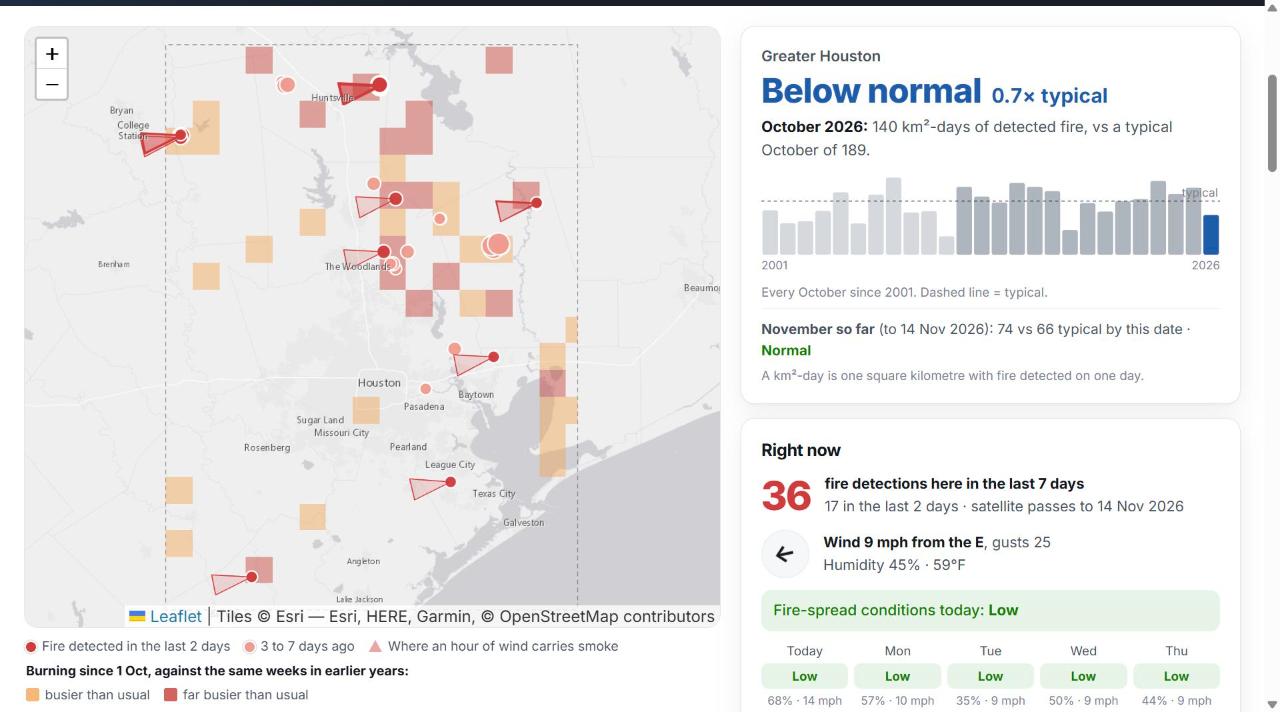 +
−
Huntsville
Bryan
College
Station
Brenham
The Woodlands
Beaumo
Houston
Baytown
Pasadena
Sugar Land
Missouri City
Rosenberg
Pearland
League City
Texas City
Galveston
Angleton
Lake Jackson
Leaflet | Tiles © Esri — Esri, HERE, Garmin, © OpenStreetMap contributors
Fire detected in the last 2 days 3 to 7 days ago Where an hour of wind carries smoke
Burning since 1 Oct, against the same weeks in earlier years:
busier than usual far busier than usual
Greater Houston
Below normal 0.7× typical
October 2026: 140 km²-days of detected fire, vs a typical
October of 189.
typical
2001 2026
Every October since 2001. Dashed line = typical.
November so far (to 14 Nov 2026): 74 vs 66 typical by this date ·
Normal
A km²-day is one square kilometre with fire detected on one day.
Right now
36 fire detections here in the last 7 days
17 in the last 2 days · satellite passes to 14 Nov 2026
Wind 9 mph from the E, gusts 25
Humidity 45% · 59°F
Fire-spread conditions today: Low
Today Mon Tue Wed Thu
Low Low Low Low Low
68% · 14 mph 57% · 10 mph 35% · 9 mph 50% · 9 mph 44% · 9 mph